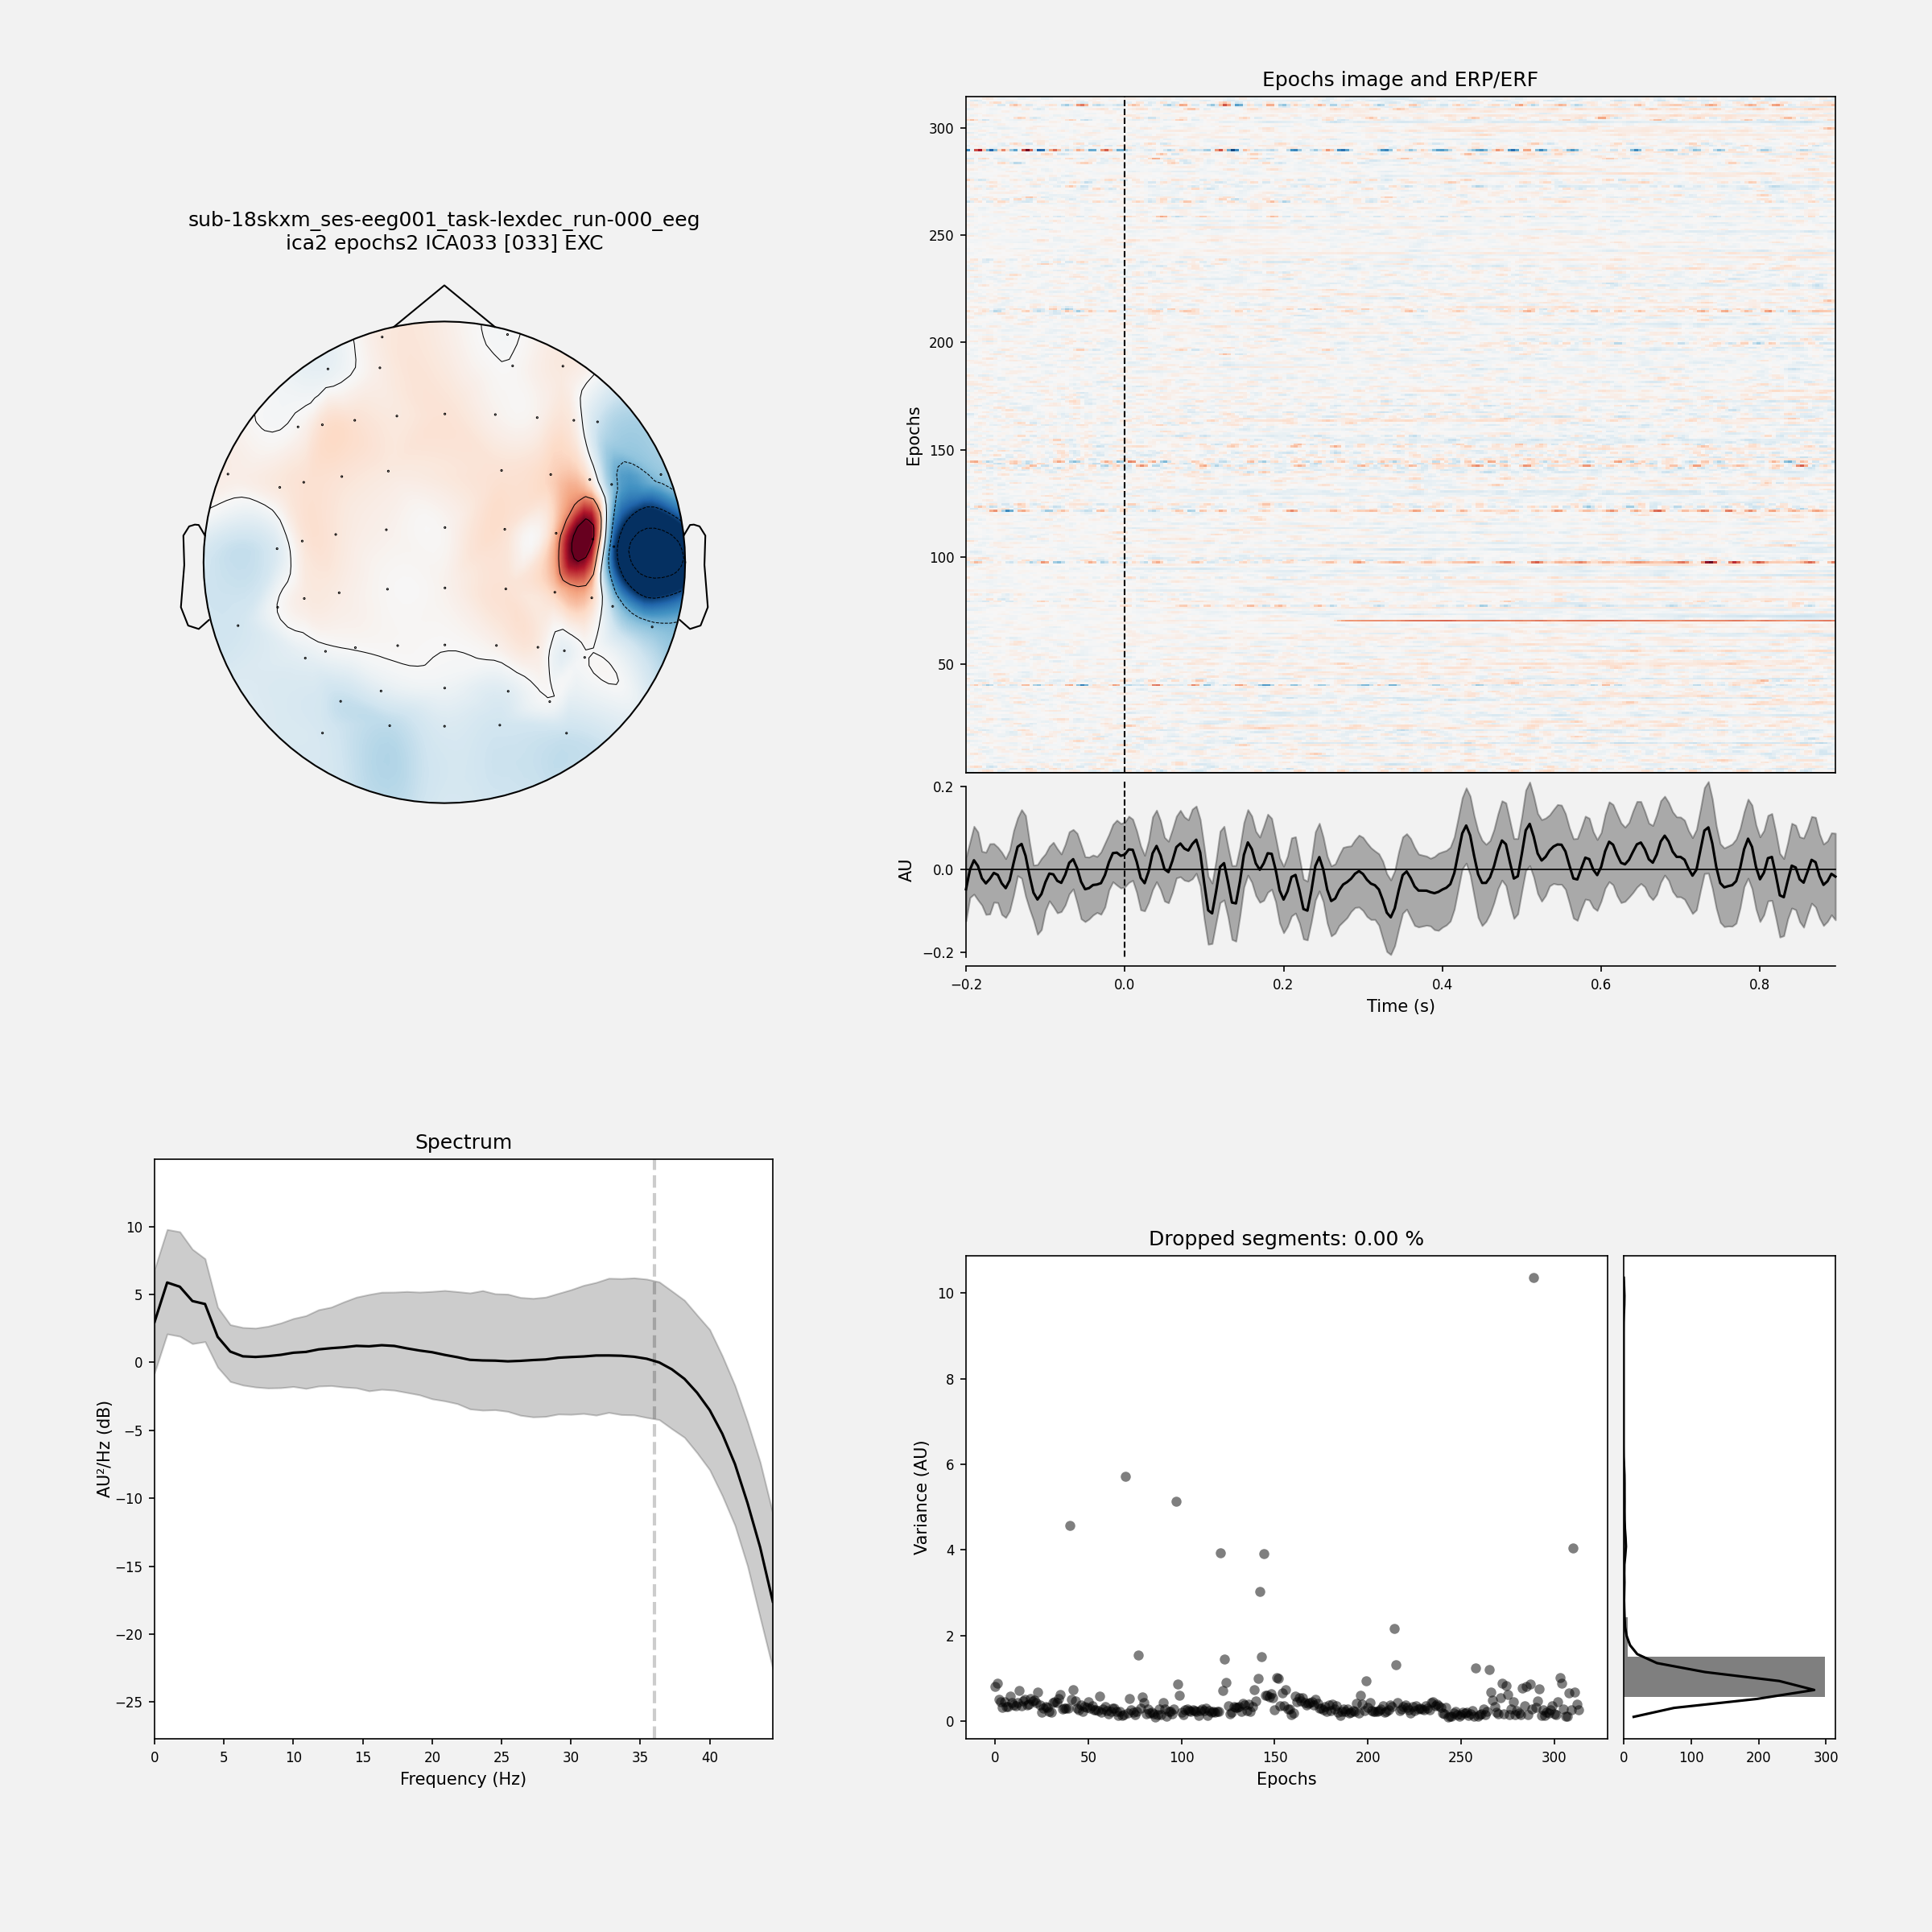 sub-18skxm_ses-eeg001_task-lexdec_run-000_eeg
ica2 epochs2 ICA033 [033] EXC
Epochs image and ERP/ERF
300
250
200
150
100
50
Epochs
0.2
0.0
−0.2
AU
−0.2 0.0 0.2 0.4 0.6 0.8
Time (s)
Spectrum
10
5
0
−5
−10
−15
−20
−25
AU²/Hz (dB)
0 5 10 15 20 25 30 35 40
Frequency (Hz)
Dropped segments: 0.00 %
10
8
6
4
2
0
Variance (AU)
0 50 100 150 200 250 300
Epochs
0 100 200 300